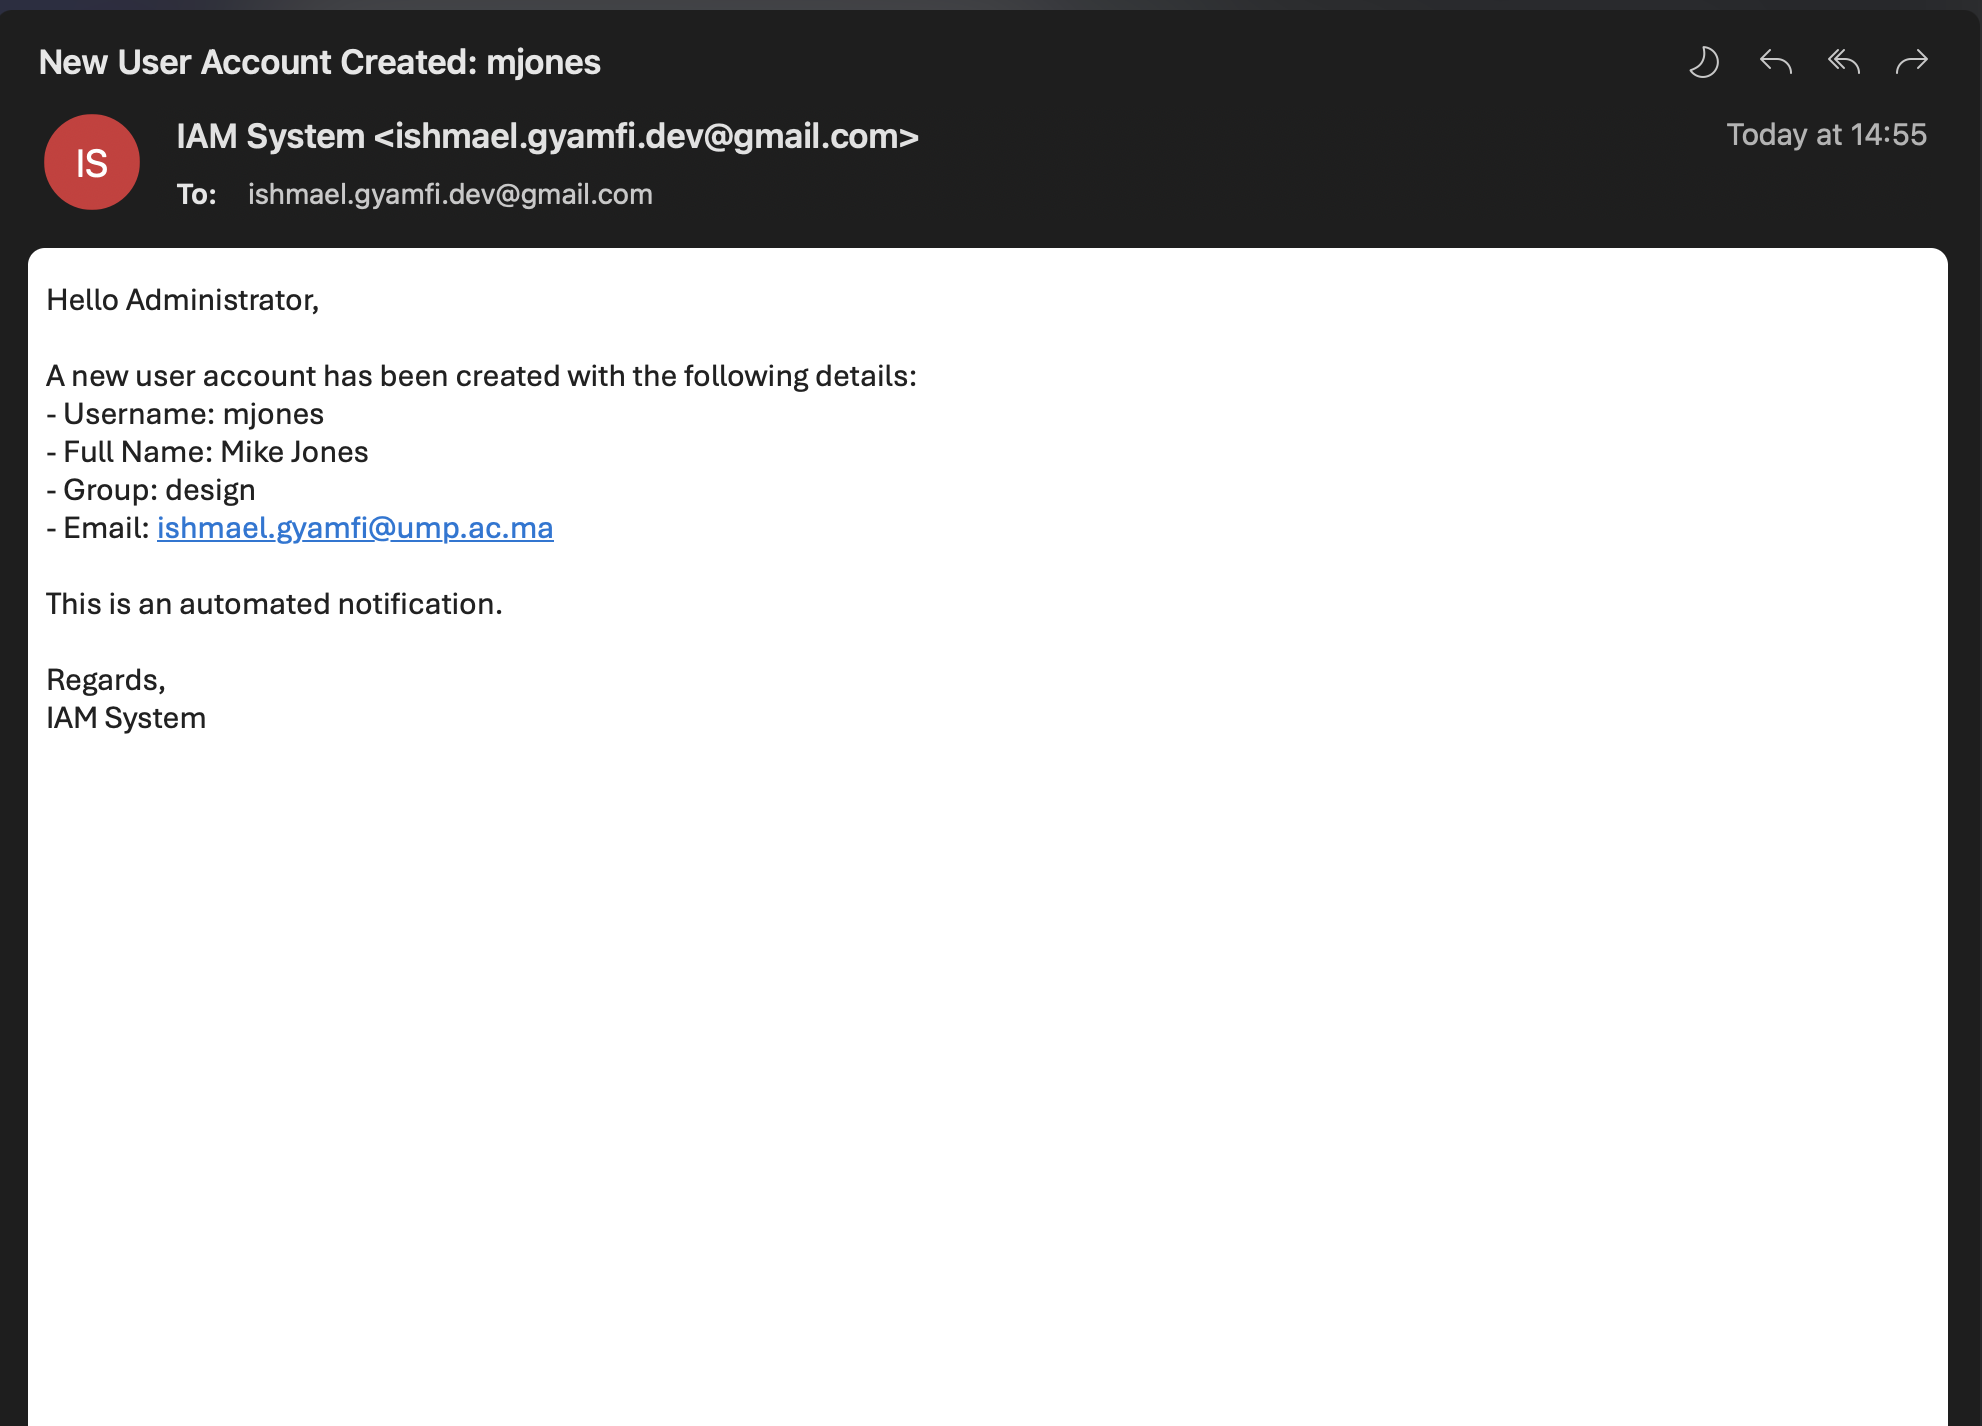 New User Account Created: mjones
IS
IAM System <ishmael.gyamfi.dev@gmail.com>
Today at 14:55
To: ishmael.gyamfi.dev@gmail.com
Hello Administrator,
A new user account has been created with the following details:
- Username: mjones
- Full Name: Mike Jones
- Group: design
- Email: ishmael.gyamfi@ump.ac.ma
This is an automated notification.
Regards,
IAM System